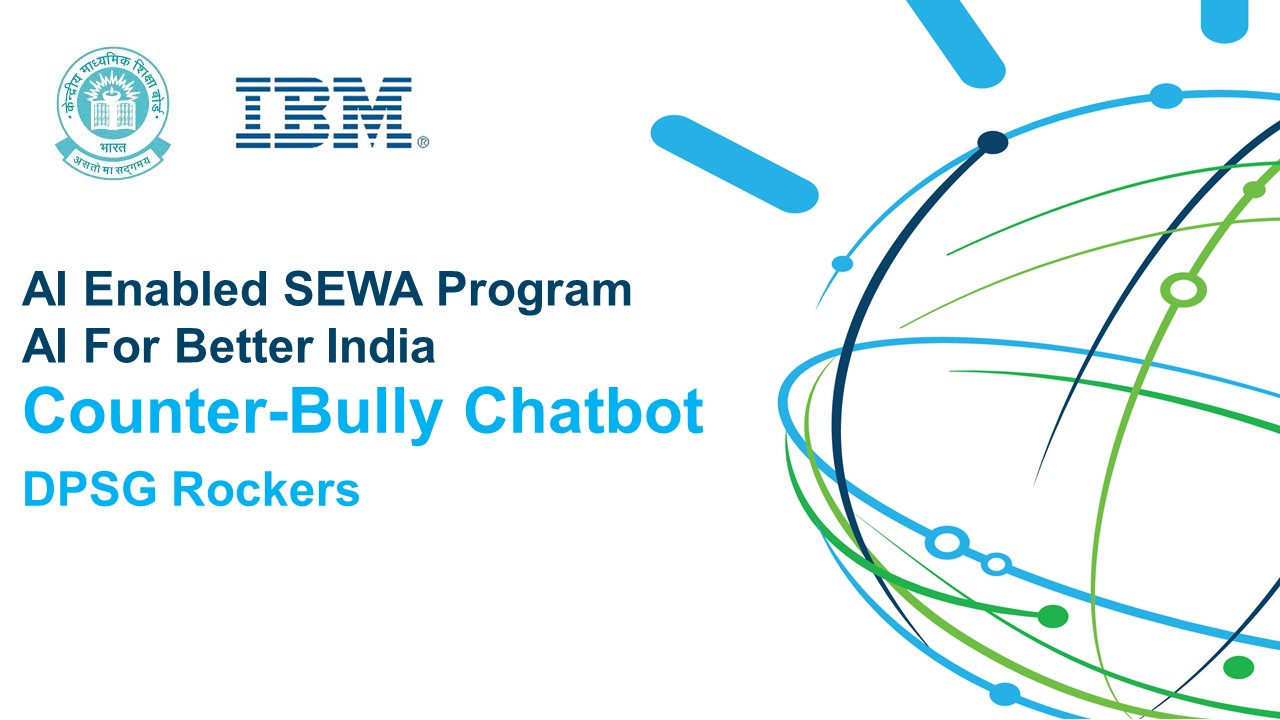 केन्द्रीय माध्यमिक शिक्षा बोर्ड
भारत
असतो मा सद्गमय
IBM®
AI Enabled SEWA Program
AI For Better India
Counter-Bully Chatbot
DPSG Rockers